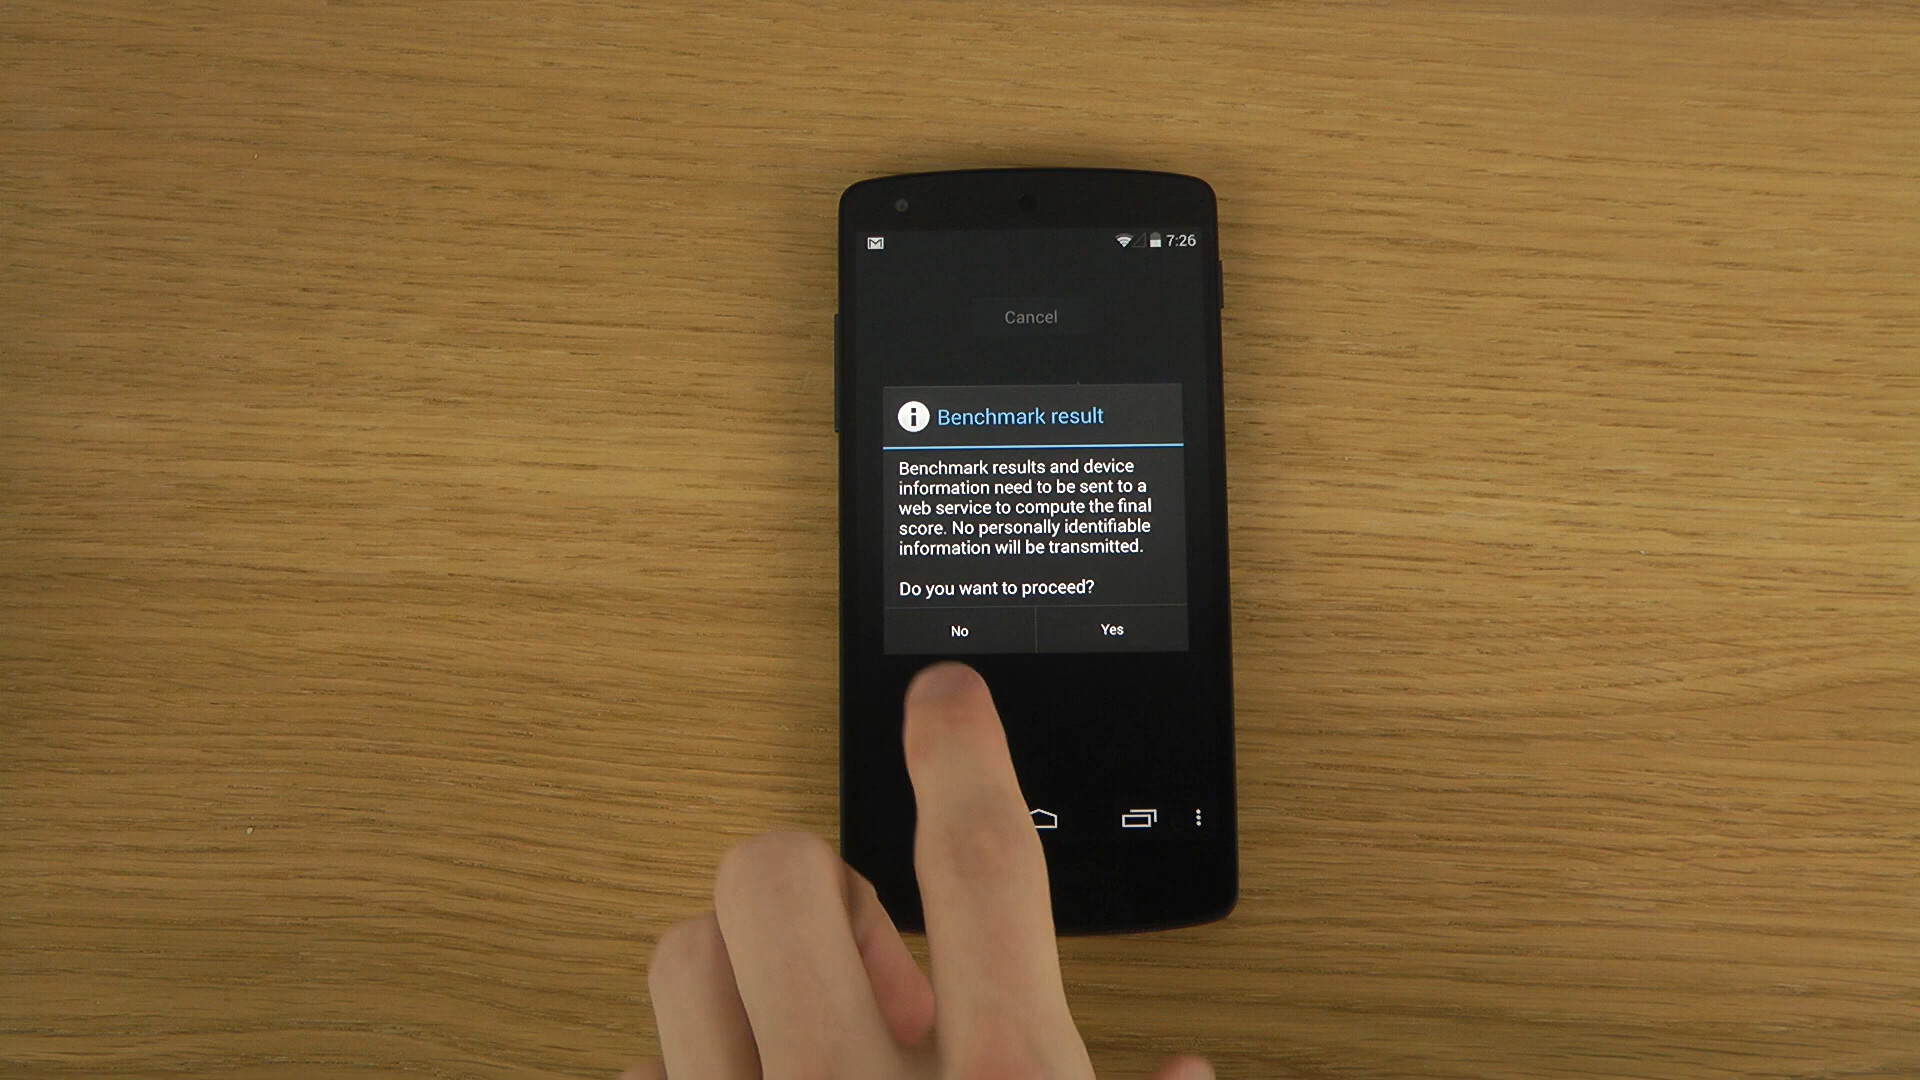 7:26
Cancel
Benchmark result
Benchmark results and device
information need to be sent to a
web service to compute the final
score. No personally identifiable
information will be transmitted.
Do you want to proceed?
No
Yes